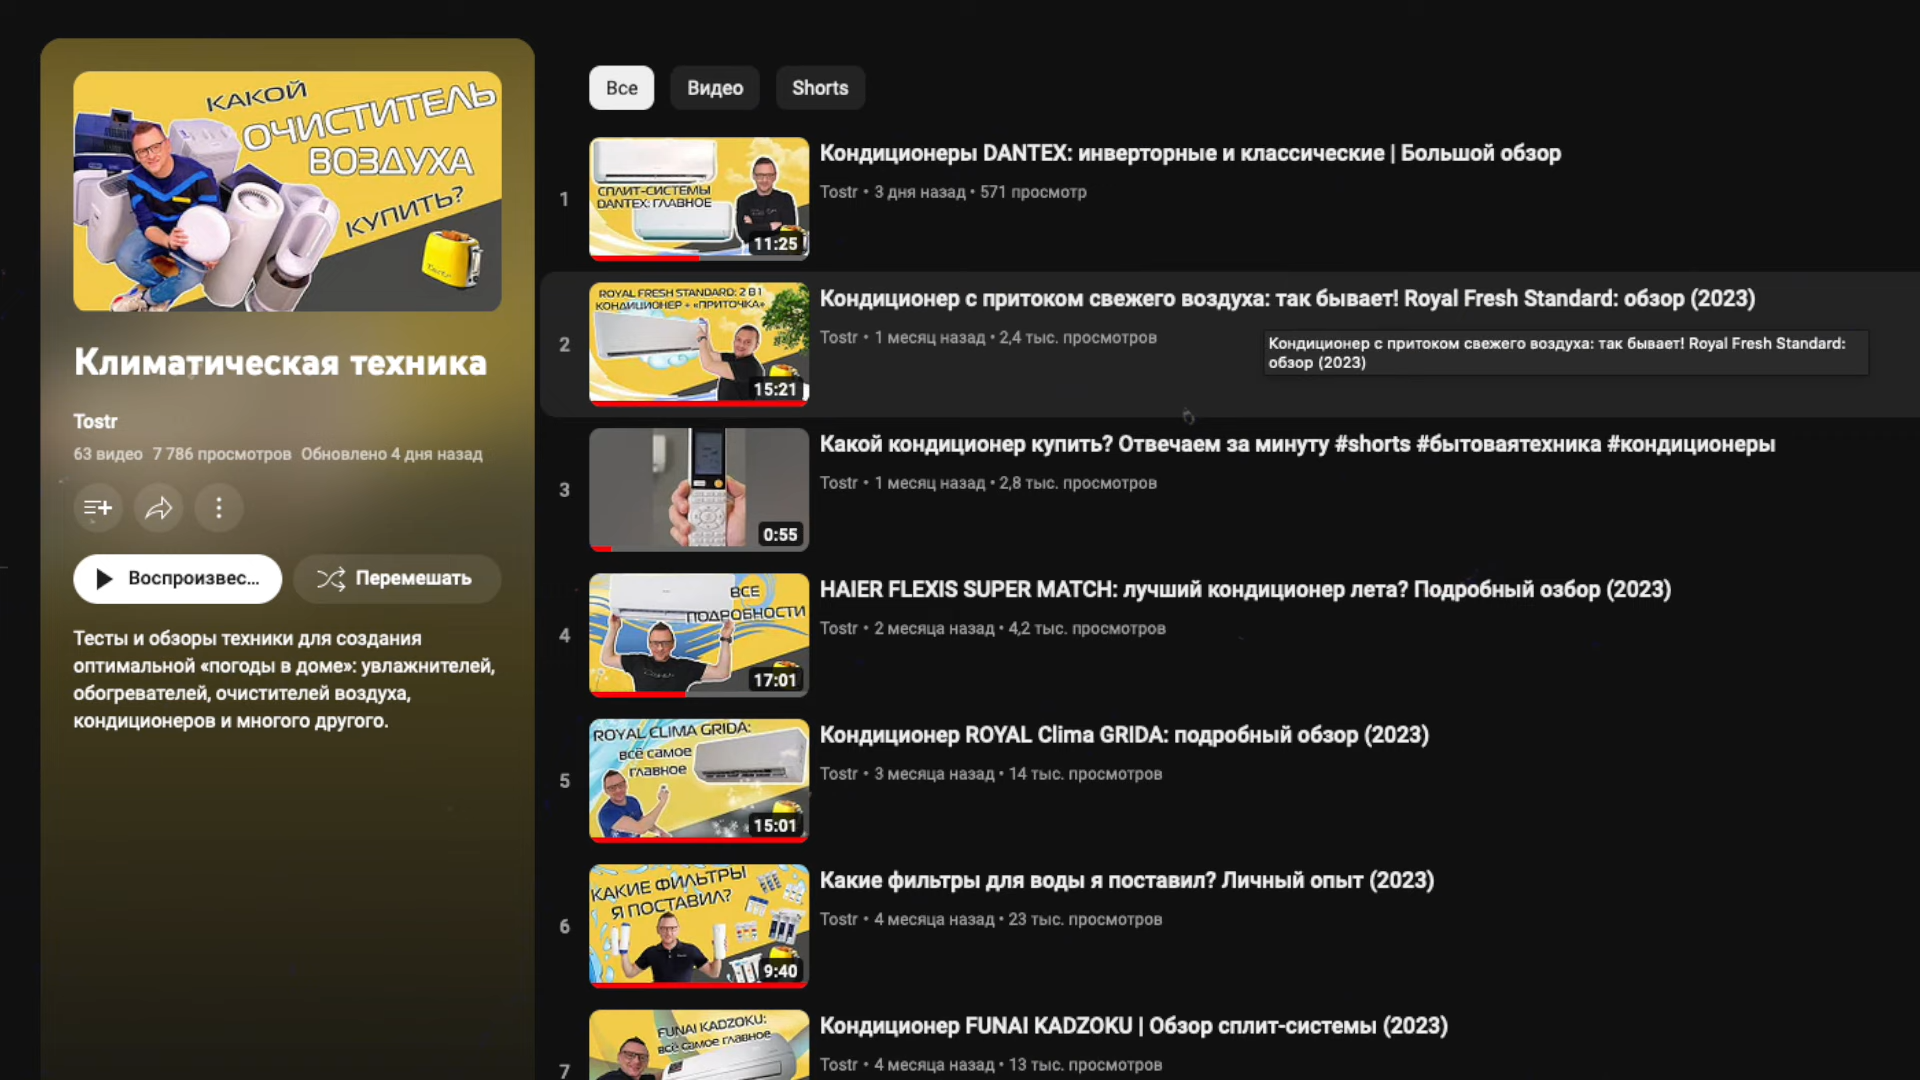 КАКОЙ
ОЧИСТИТЕЛЬ
ВОЗДУХА
КУПИТЬ?
Tostr
Климатическая техника
Tostr
63 видео 7 786 просмотров Обновлено 4 дня назад
Воспроизвес...
Перемешать
Тесты и обзоры техники для создания
оптимальной «погоды в доме»: увлажнителей,
обогревателей, очистителей воздуха,
кондиционеров и многого другого.
Все
Видео
Shorts
1
СПЛИТ-СИСТЕМЫ
DANTEX: ГЛАВНОЕ
11:25
Кондиционеры DANTEX: инверторные и классические | Большой обзор
Tostr • 3 дня назад • 571 просмотр
2
ROYAL FRESH STANDARD: 2 В 1
КОНДИЦИОНЕР + «ПРИТОЧКА»
15:21
Кондиционер с притоком свежего воздуха: так бывает! Royal Fresh Standard: обзор (2023)
Tostr • 1 месяц назад • 2,4 тыс. просмотров
Кондиционер с притоком свежего воздуха: так бывает! Royal Fresh Standard:
обзор (2023)
3
0:55
Какой кондиционер купить? Отвечаем за минуту #shorts #бытоваятехника #кондиционеры
Tostr • 1 месяц назад • 2,8 тыс. просмотров
4
ВСЕ
ПОДРОБНОСТИ
17:01
HAIER FLEXIS SUPER MATCH: лучший кондиционер лета? Подробный озбор (2023)
Tostr • 2 месяца назад • 4,2 тыс. просмотров
5
ROYAL CLIMA GRIDA:
всё самое
главное
15:01
Кондиционер ROYAL Clima GRIDA: подробный обзор (2023)
Tostr • 3 месяца назад • 14 тыс. просмотров
6
КАКИЕ ФИЛЬТРЫ
Я ПОСТАВИЛ?
9:40
Какие фильтры для воды я поставил? Личный опыт (2023)
Tostr • 4 месяца назад • 23 тыс. просмотров
7
FUNAI KADZOKU:
всё самое главное
Кондиционер FUNAI KADZOKU | Обзор сплит-системы (2023)
Tostr • 4 месяца назад • 13 тыс. просмотров